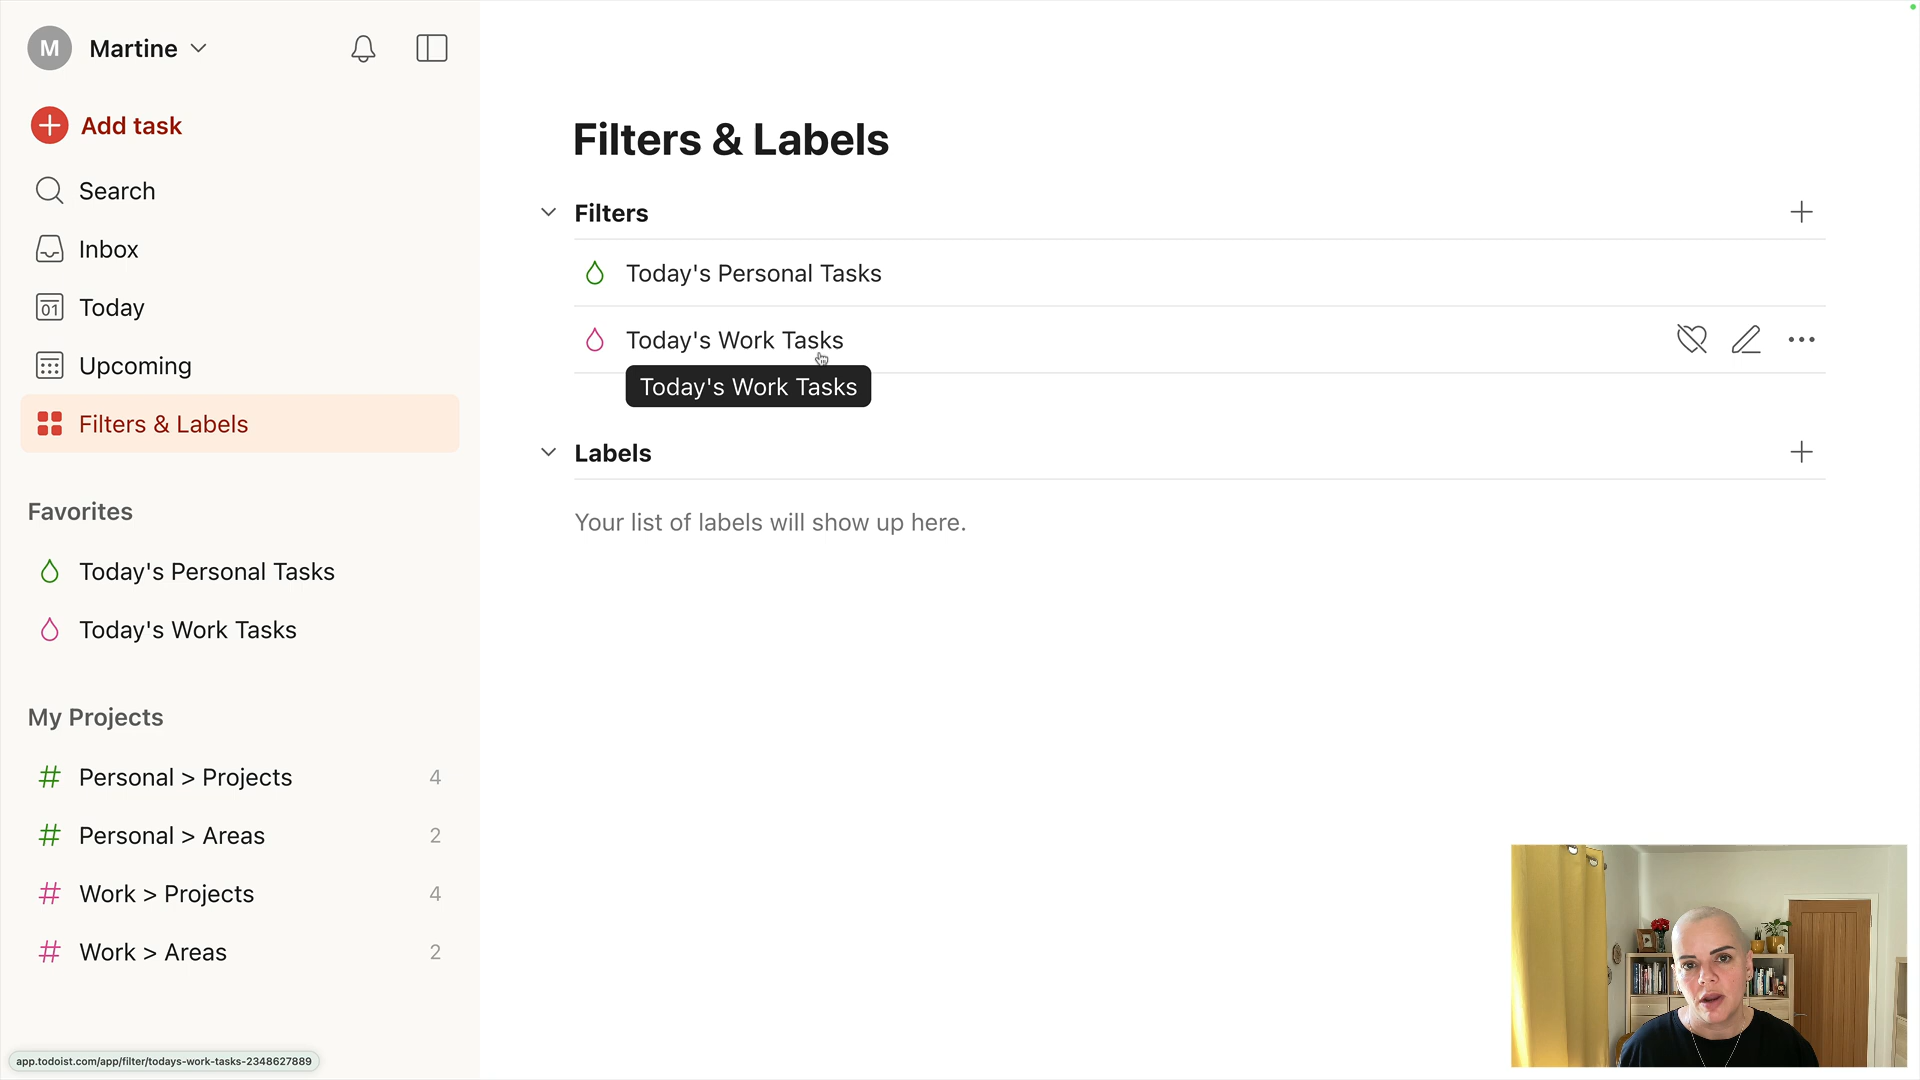 M Martine
Add task
Search
Inbox
01 Today
Upcoming
Filters & Labels
Favorites
Today's Personal Tasks
Today's Work Tasks
My Projects
# Personal > Projects 4
# Personal > Areas 2
# Work > Projects 4
# Work > Areas 2
app.todoist.com/app/filter/todays-work-tasks-2348627889
Filters & Labels
Filters
Today's Personal Tasks
Today's Work Tasks
Today's Work Tasks
Labels
Your list of labels will show up here.